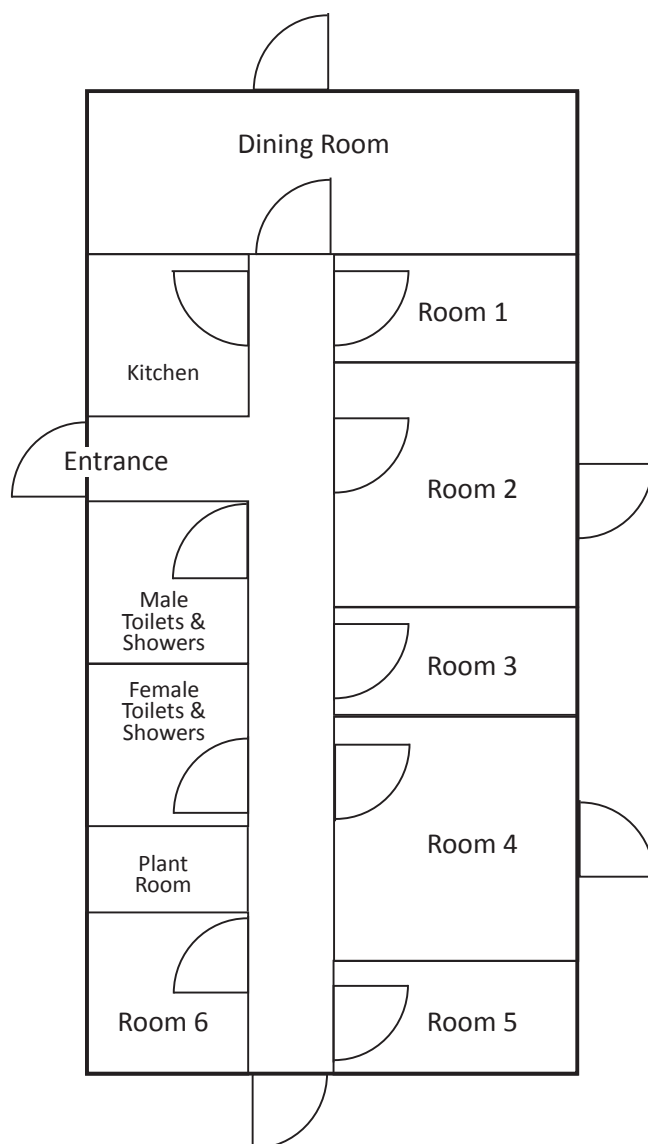 Dining Room
Room 1
Kitchen
Entrance
Room 2
Male
Toilets &
Showers
Room 3
Female
Toilets &
Showers
Room 4
Plant
Room
Room 6
Room 5